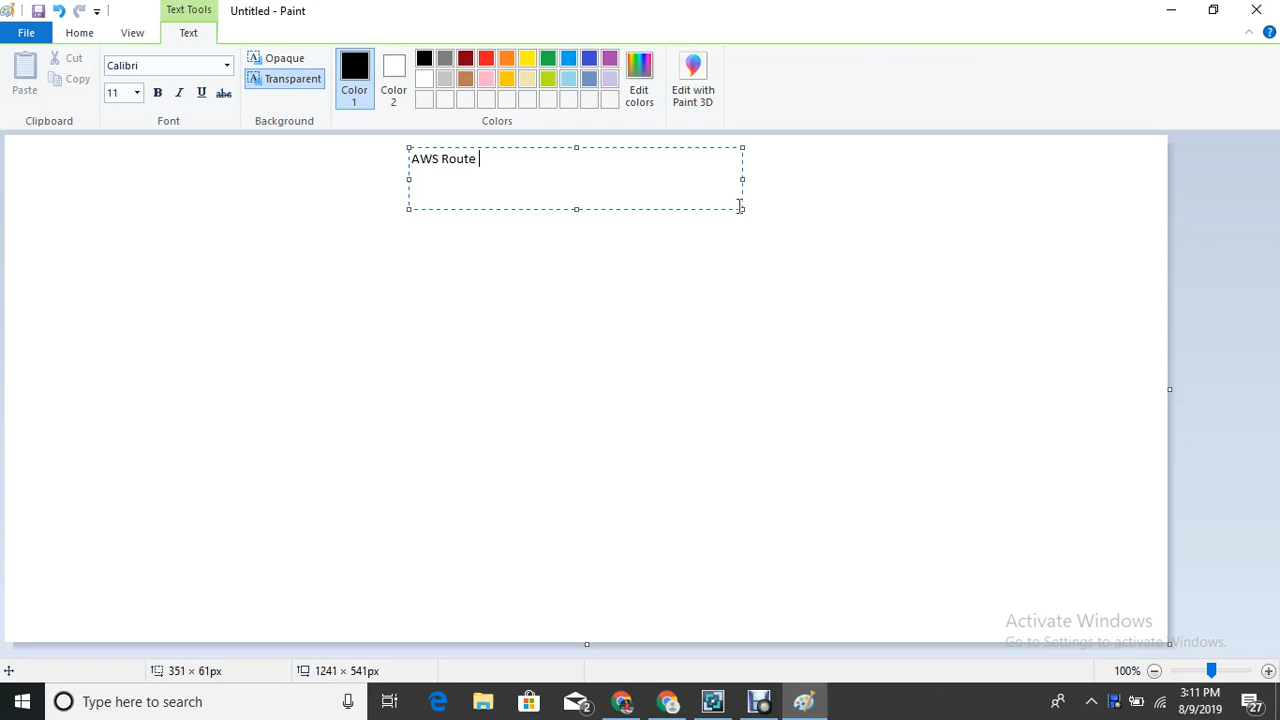 Text Tools
Untitled - Paint
File
Home
View
Text
Paste
Cut
Copy
Clipboard
Calibri
11
B I U abc
Font
Opaque
Transparent
Background
Color 1
Color 2
Edit colors
Colors
Edit with Paint 3D
AWS Route
Activate Windows
Go to Settings to activate Windows.
351 × 61px
1241 × 541px
100%
Type here to search
2
3:11 PM
8/9/2019
27